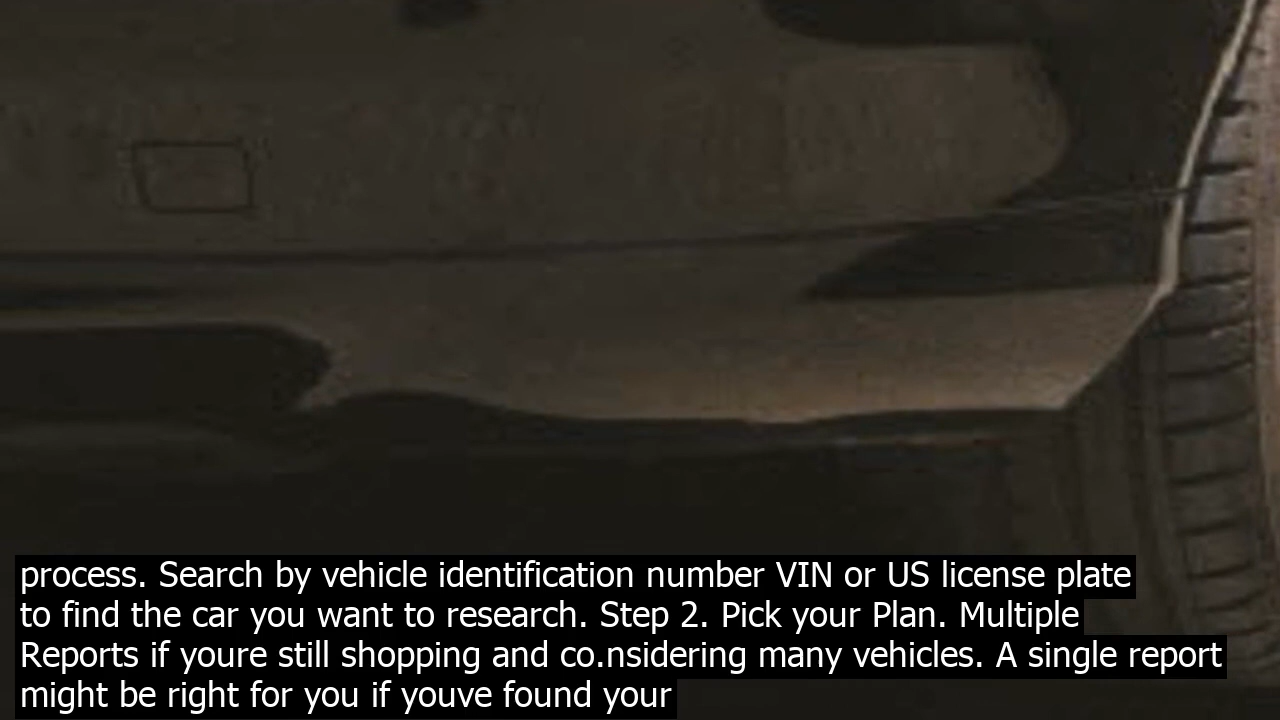 process. Search by vehicle identification number VIN or US license plate
to find the car you want to research. Step 2. Pick your Plan. Multiple
Reports if youre still shopping and co.nsidering many vehicles. A single report
might be right for you if youve found your